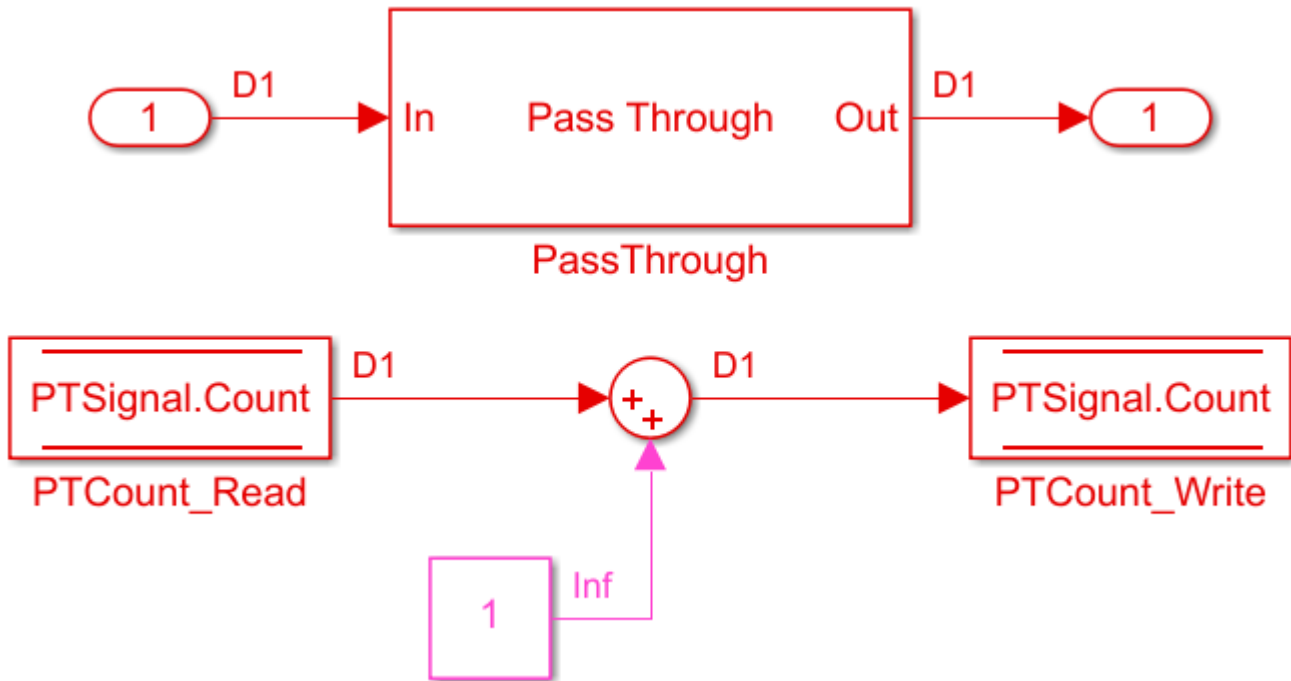 D1
D1
1
In
Pass Through
Out
1
PassThrough
D1
D1
PTSignal.Count
+
+
PTSignal.Count
PTCount_Read
PTCount_Write
Inf
1